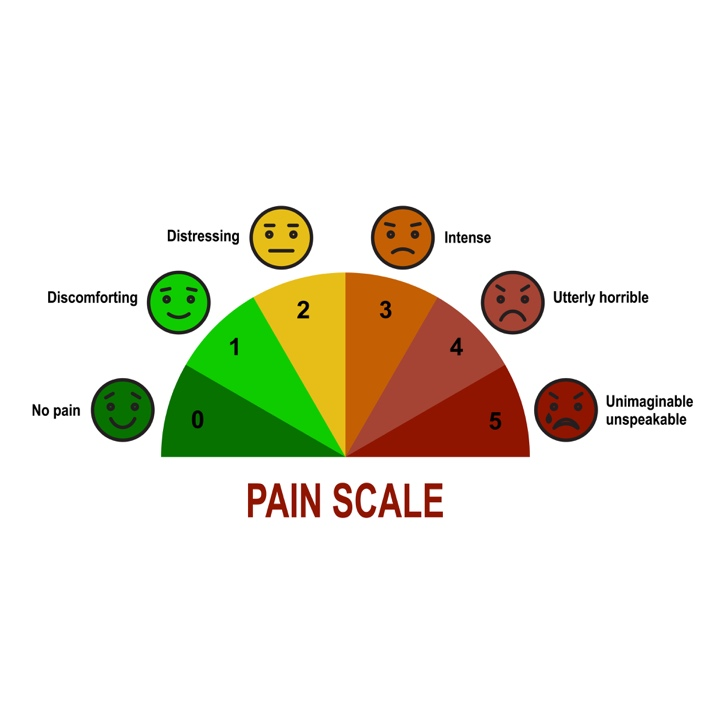 Distressing
Intense
Discomforting
Utterly horrible
2
3
1
4
No pain
Unimaginable
unspeakable
0
5
PAIN SCALE